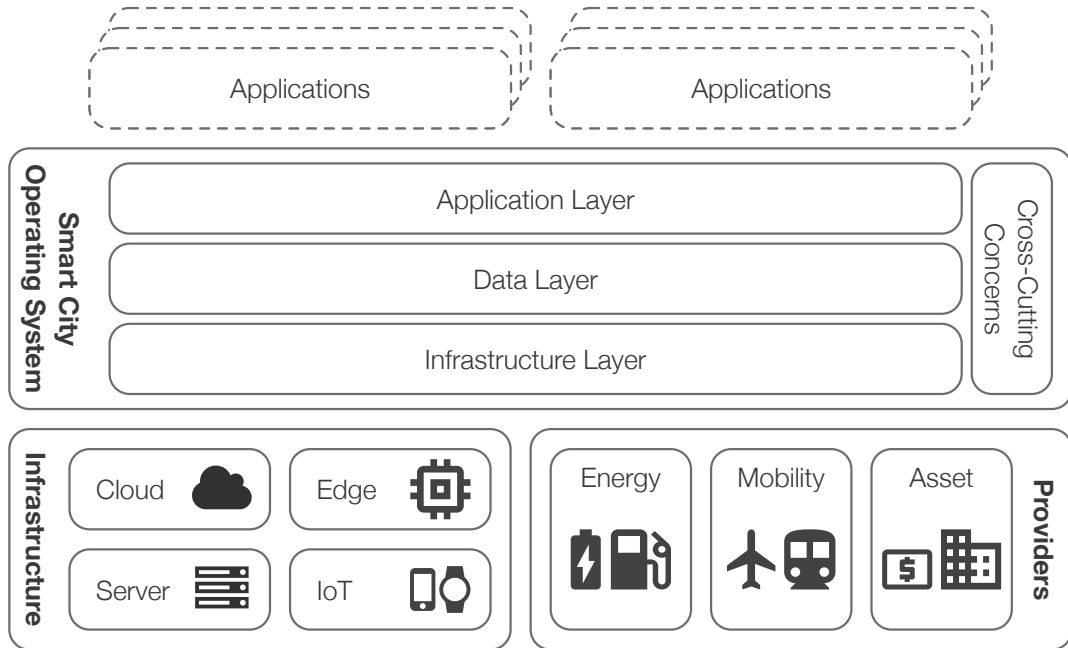 Applications
Applications
Smart City
Operating System
Application Layer
Data Layer
Infrastructure Layer
Cross-Cutting
Concerns
Infrastructure
Cloud
Edge
Server
IoT
Energy
Mobility
Asset
$
Providers